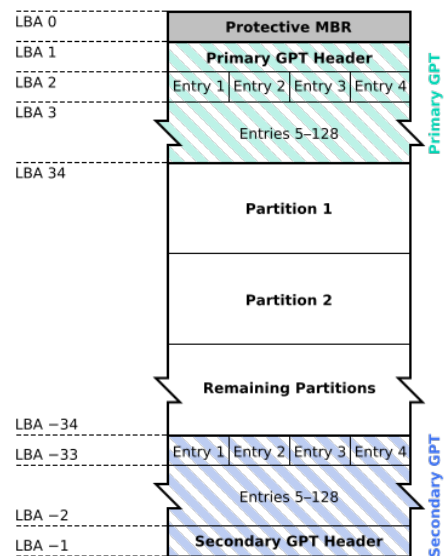 LBA 0
Protective MBR
LBA 1
Primary GPT Header
LBA 2
Entry 1 Entry 2 Entry 3 Entry 4
LBA 3
Entries 5–128
Primary GPT
LBA 34
Partition 1
Partition 2
Remaining Partitions
LBA −34
LBA −33
Entry 1 Entry 2 Entry 3 Entry 4
Entries 5–128
LBA −2
LBA −1
Secondary GPT Header
Secondary GPT